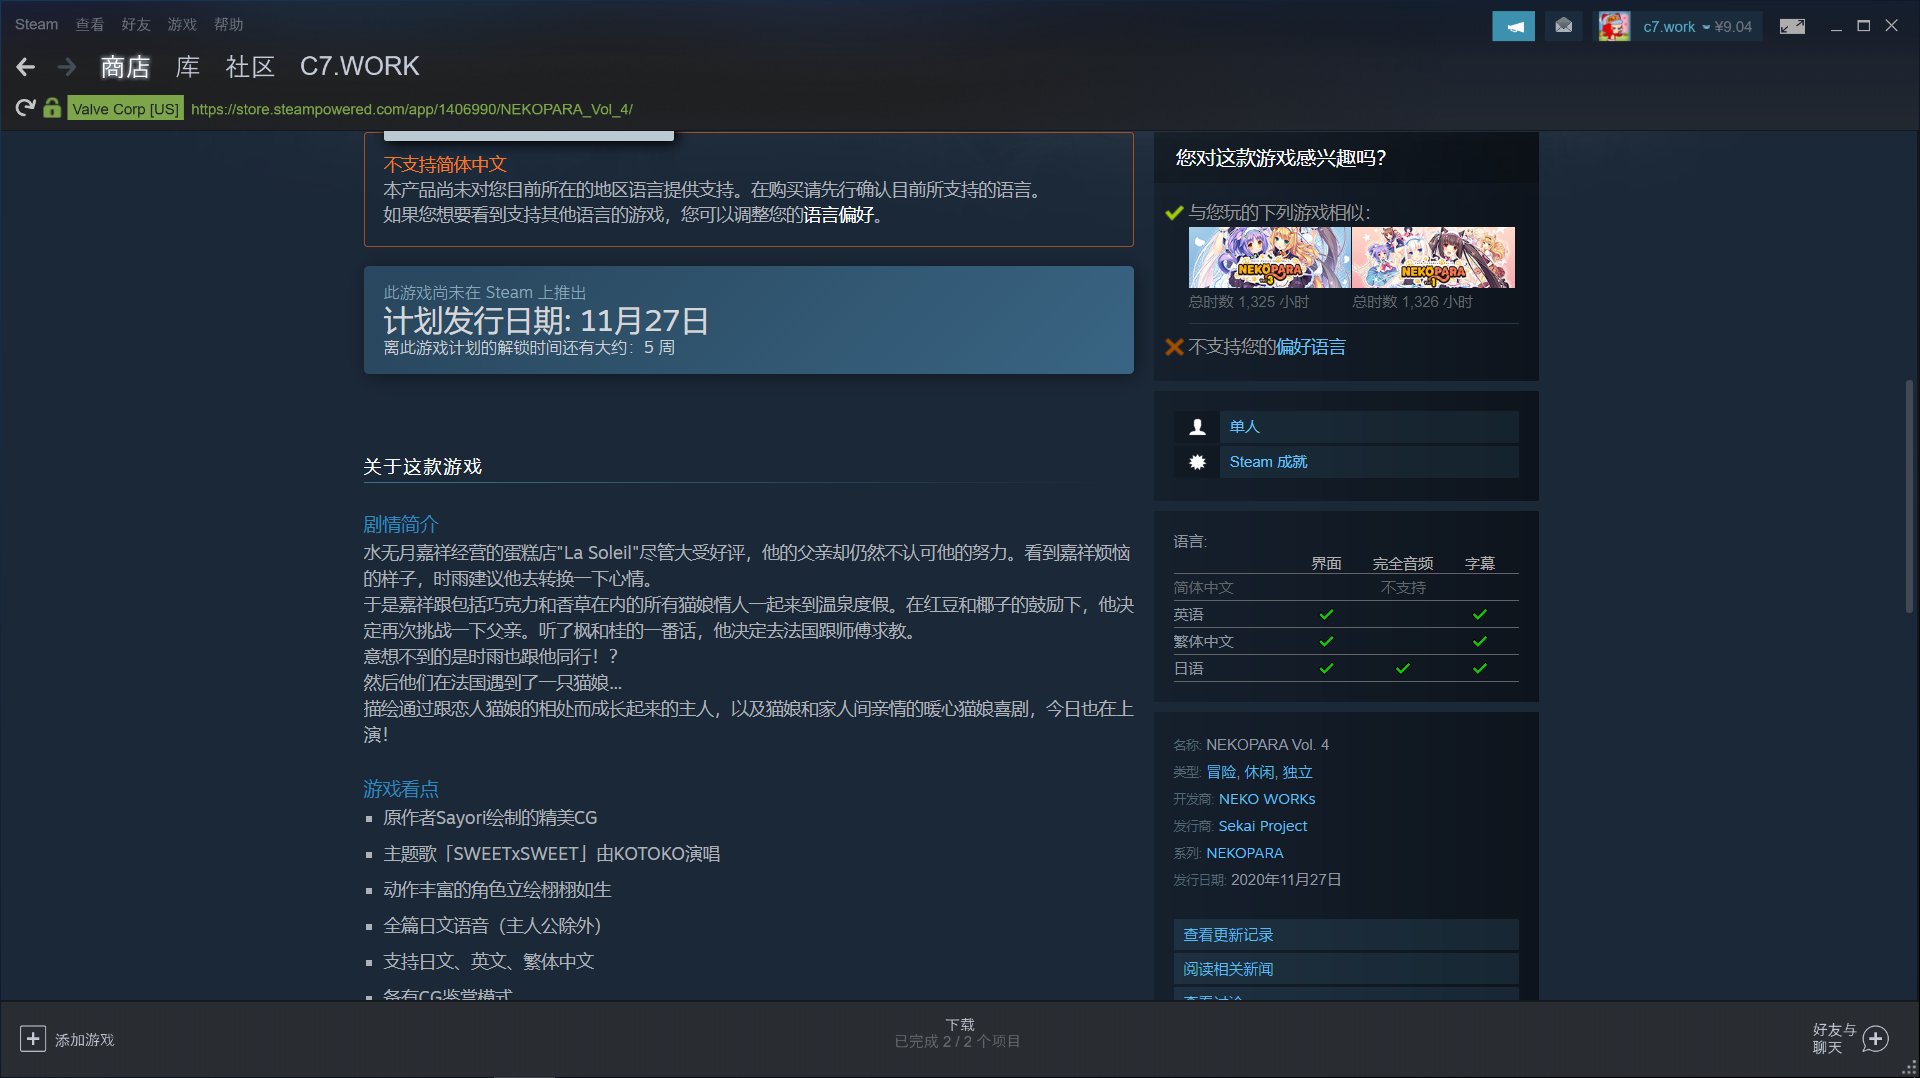 Steam 查看 好友 游戏 帮助
c7.work ¥9.04
商店 库 社区 C7.WORK
Valve Corp [US] https://store.steampowered.com/app/1406990/NEKOPARA_Vol_4/
不支持简体中文
本产品尚未对您目前所在的地区语言提供支持。在购买请先行确认目前所支持的语言。
如果您想要看到支持其他语言的游戏，您可以调整您的语言偏好。
此游戏尚未在 Steam 上推出
计划发行日期: 11月27日
离此游戏计划的解锁时间还有大约：5 周
关于这款游戏
剧情简介
水无月嘉祥经营的蛋糕店"La Soleil"尽管大受好评，他的父亲却仍然不认可他的努力。看到嘉祥烦恼
的样子，时雨建议他去转换一下心情。
于是嘉祥跟包括巧克力和香草在内的所有猫娘情人一起来到温泉度假。在红豆和椰子的鼓励下，他决
定再次挑战一下父亲。听了枫和桂的一番话，他决定去法国跟师傅求教。
意想不到的是时雨也跟他同行！?
然后他们在法国遇到了一只猫娘...
描绘通过跟恋人猫娘的相处而成长起来的主人，以及猫娘和家人间亲情的暖心猫娘喜剧，今日也在上
演！
游戏看点
原作者Sayori绘制的精美CG
主题歌「SWEETxSWEET」由KOTOKO演唱
动作丰富的角色立绘栩栩如生
全篇日文语音（主人公除外）
支持日文、英文、繁体中文
备有CG鉴赏模式
您对这款游戏感兴趣吗？
与您玩的下列游戏相似：
NEKOPARA 3 NEKOPARA 1
总时数 1,325 小时 总时数 1,326 小时
不支持您的偏好语言
单人
Steam 成就
语言:
界面 完全音频 字幕
简体中文 不支持
英语
繁体中文
日语
名称: NEKOPARA Vol. 4
类型: 冒险, 休闲, 独立
开发商: NEKO WORKs
发行商: Sekai Project
系列: NEKOPARA
发行日期: 2020年11月27日
查看更新记录
阅读相关新闻
查看讨论
添加游戏
下载
已完成 2 / 2 个项目
好友与
聊天